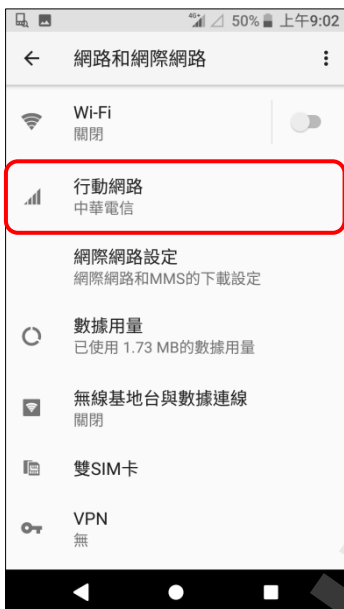 4G+ 50% 上午9:02
網路和網際網路
Wi-Fi
關閉
行動網路
中華電信
網際網路設定
網際網路和MMS的下載設定
數據用量
已使用 1.73 MB的數據用量
無線基地台與數據連線
關閉
雙SIM卡
VPN
無